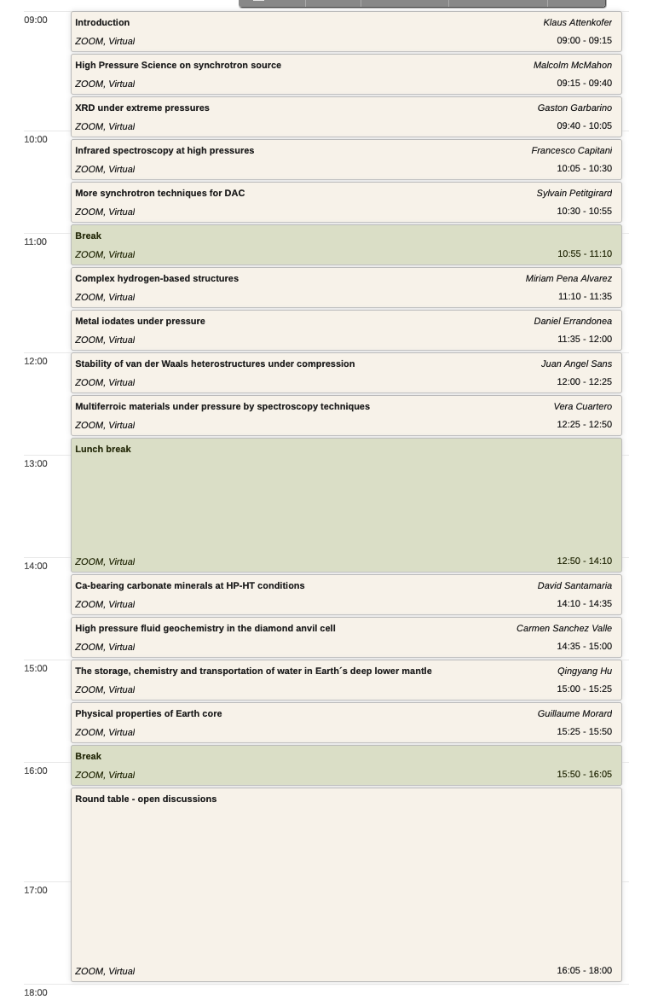 09:00
Introduction Klaus Attenkofer
ZOOM, Virtual 09:00 - 09:15
High Pressure Science on synchrotron source Malcolm McMahon
ZOOM, Virtual 09:15 - 09:40
XRD under extreme pressures Gaston Garbarino
ZOOM, Virtual 09:40 - 10:05
10:00
Infrared spectroscopy at high pressures Francesco Capitani
ZOOM, Virtual 10:05 - 10:30
More synchrotron techniques for DAC Sylvain Petitgirard
ZOOM, Virtual 10:30 - 10:55
Break
11:00
ZOOM, Virtual 10:55 - 11:10
Complex hydrogen-based structures Miriam Pena Alvarez
ZOOM, Virtual 11:10 - 11:35
Metal iodates under pressure Daniel Errandonea
ZOOM, Virtual 11:35 - 12:00
12:00
Stability of van der Waals heterostructures under compression Juan Angel Sans
ZOOM, Virtual 12:00 - 12:25
Multiferroic materials under pressure by spectroscopy techniques Vera Cuartero
ZOOM, Virtual 12:25 - 12:50
Lunch break
13:00
ZOOM, Virtual 12:50 - 14:10
14:00
Ca-bearing carbonate minerals at HP-HT conditions David Santamaria
ZOOM, Virtual 14:10 - 14:35
High pressure fluid geochemistry in the diamond anvil cell Carmen Sanchez Valle
ZOOM, Virtual 14:35 - 15:00
15:00
The storage, chemistry and transportation of water in Earth´s deep lower mantle Qingyang Hu
ZOOM, Virtual 15:00 - 15:25
Physical properties of Earth core Guillaume Morard
ZOOM, Virtual 15:25 - 15:50
Break
16:00
ZOOM, Virtual 15:50 - 16:05
Round table - open discussions
17:00
ZOOM, Virtual 16:05 - 18:00
18:00